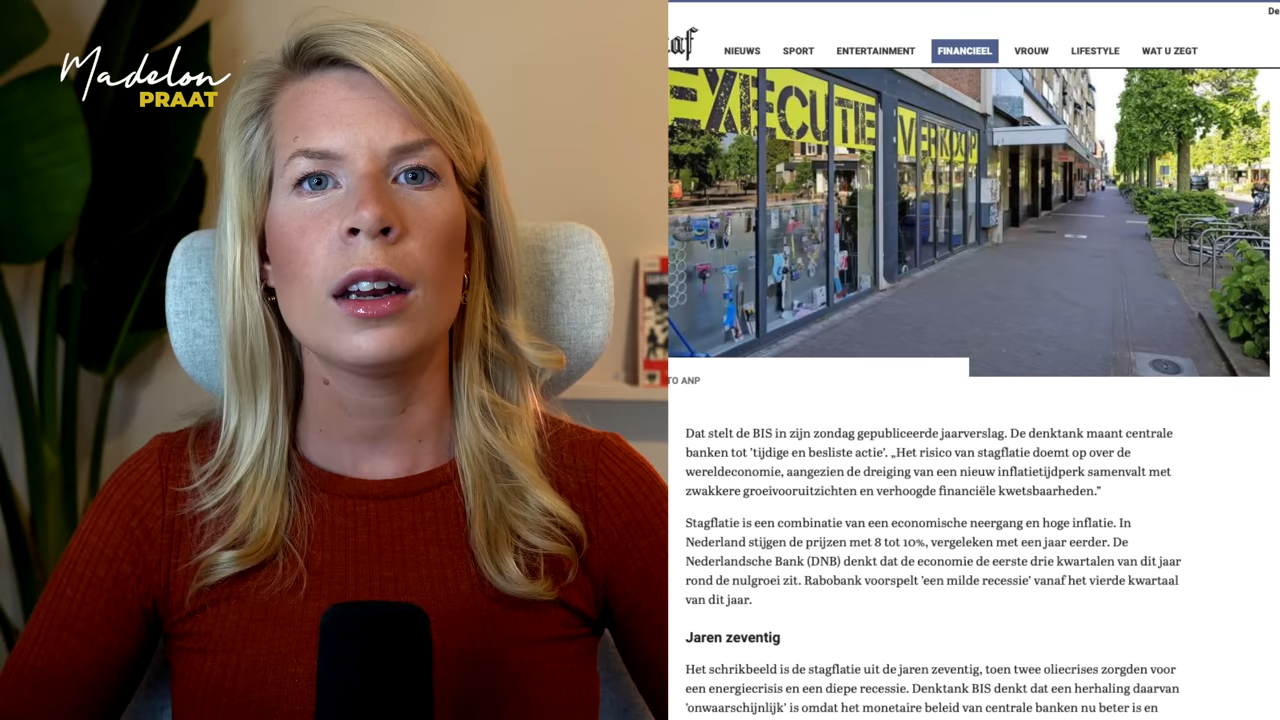 Madelon
PRAAT
De
af
NIEUWS SPORT ENTERTAINMENT FINANCIEEL VROUW LIFESTYLE WAT U ZEGT
EXECUTIE VERKOOP
TO ANP
Dat stelt de BIS in zijn zondag gepubliceerde jaarverslag. De denktank maant centrale
banken tot 'tijdige en besliste actie'. „Het risico van stagflatie doemt op over de
wereldeconomie, aangezien de dreiging van een nieuw inflatietijdperk samenvalt met
zwakkere groeivooruitzichten en verhoogde financiële kwetsbaarheden.”
Stagflatie is een combinatie van een economische neergang en hoge inflatie. In
Nederland stijgen de prijzen met 8 tot 10%, vergeleken met een jaar eerder. De
Nederlandsche Bank (DNB) denkt dat de economie de eerste drie kwartalen van dit jaar
rond de nulgroei zit. Rabobank voorspelt 'een milde recessie' vanaf het vierde kwartaal
van dit jaar.
Jaren zeventig
Het schrikbeeld is de stagflatie uit de jaren zeventig, toen twee oliecrises zorgden voor
een energiecrisis en een diepe recessie. Denktank BIS denkt dat een herhaling daarvan
'onwaarschijnlijk' is omdat het monetaire beleid van centrale banken nu beter is en